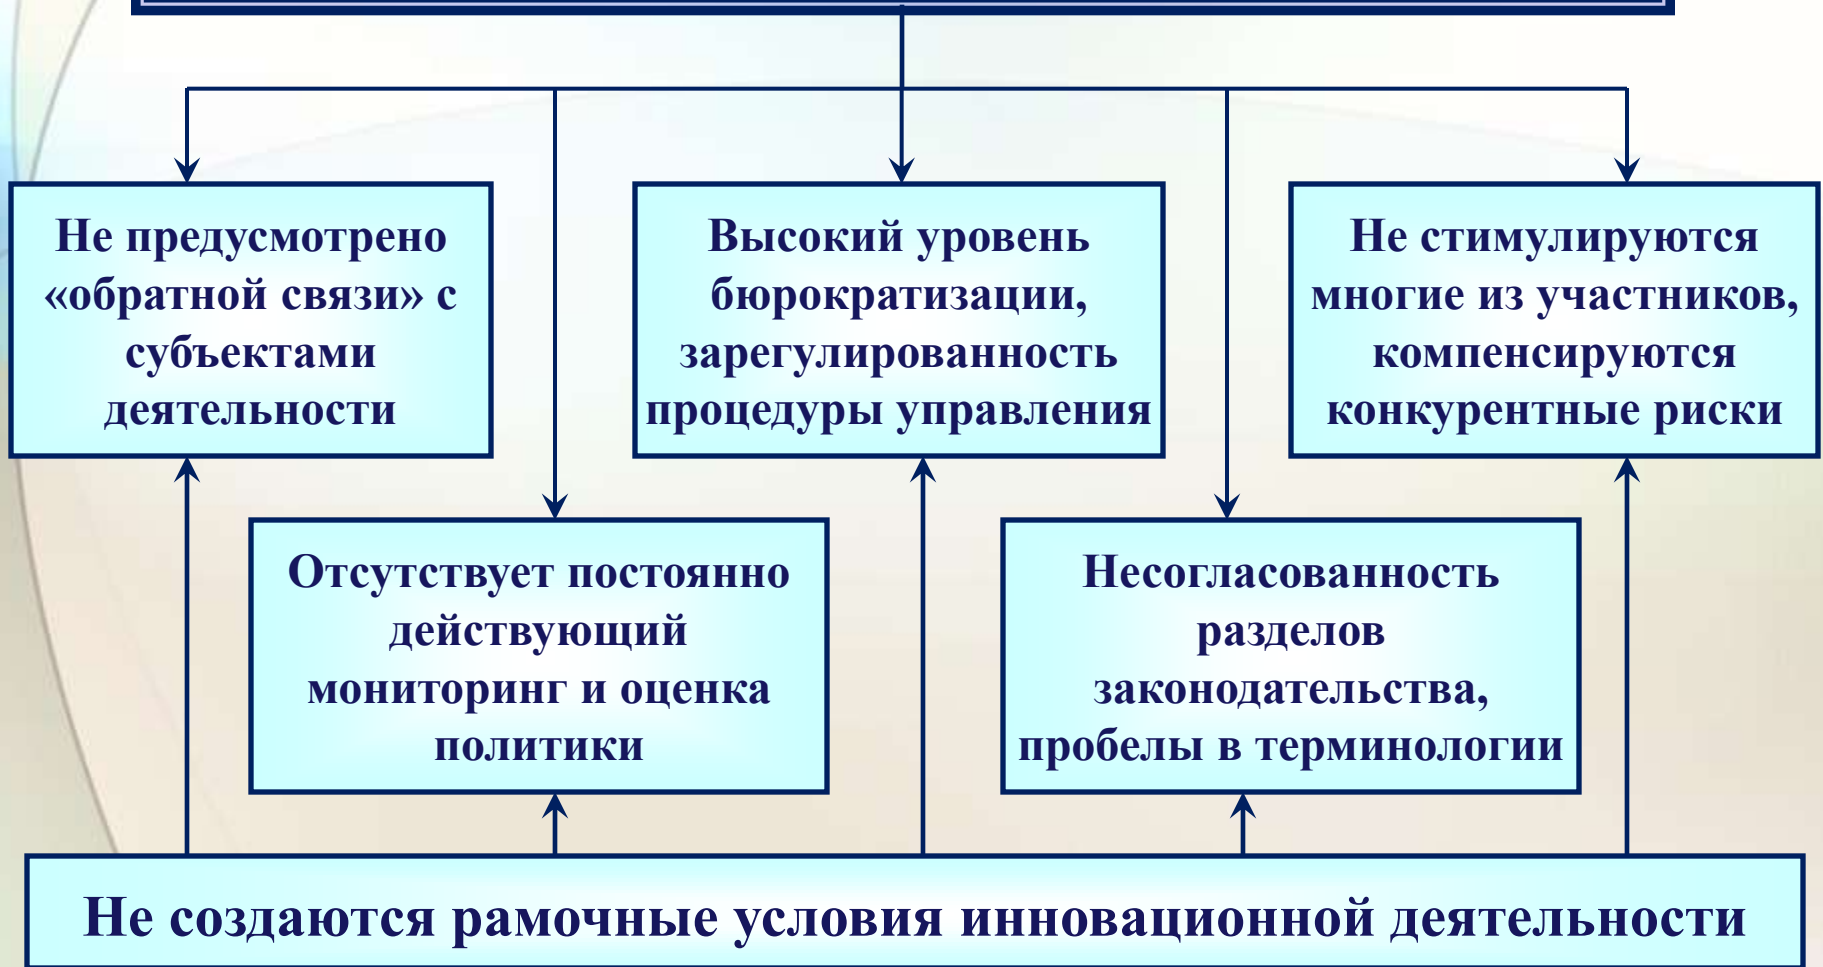 Не предусмотрено
«обратной связи» с
субъектами
деятельности
Высокий уровень
бюрократизации,
зарегулированность
процедуры управления
Не стимулируются
многие из участников,
компенсируются
конкурентные риски
Отсутствует постоянно
действующий
мониторинг и оценка
политики
Несогласованность
разделов
законодательства,
пробелы в терминологии
Не создаются рамочные условия инновационной деятельности